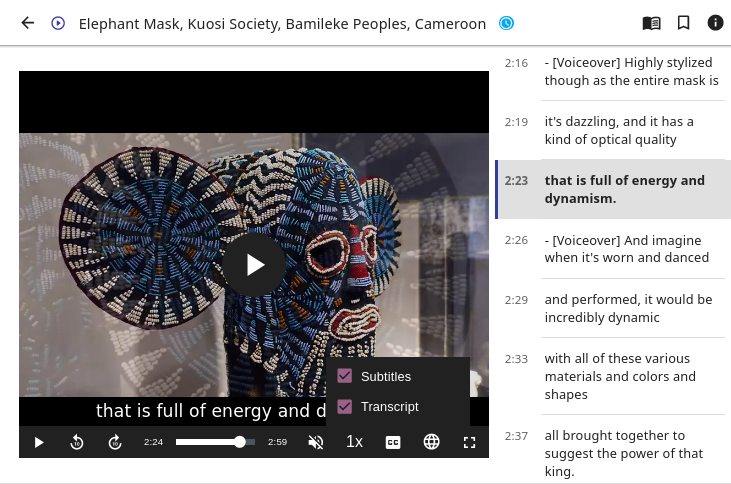 Elephant Mask, Kuosi Society, Bamileke Peoples, Cameroon
2:16
- [Voiceover] Highly stylized
though as the entire mask is
2:19
it's dazzling, and it has a
kind of optical quality
2:23
that is full of energy and
dynamism.
2:26
- [Voiceover] And imagine
when it's worn and danced
2:29
and performed, it would be
incredibly dynamic
2:33
with all of these various
materials and colors and
shapes
2:37
all brought together to
suggest the power of that
king.
Subtitles
Transcript
that is full of energy and d
10
10
2:24
2:59
1x
CC